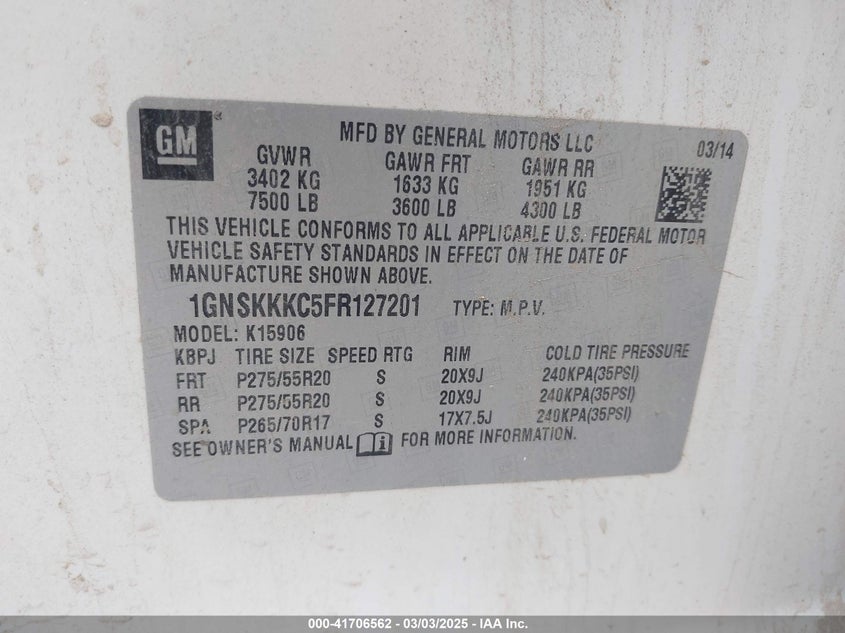 GM
MFD BY GENERAL MOTORS LLC
03/14
GVWR GAWR FRT GAWR RR
3402 KG 1633 KG 1951 KG
7500 LB 3600 LB 4300 LB
THIS VEHICLE CONFORMS TO ALL APPLICABLE U.S. FEDERAL MOTOR
VEHICLE SAFETY STANDARDS IN EFFECT ON THE DATE OF
MANUFACTURE SHOWN ABOVE.
1GNSKKKC5FR127201 TYPE: M.P.V.
MODEL: K15906
KBPJ TIRE SIZE SPEED RTG RIM COLD TIRE PRESSURE
FRT P275/55R20 S 20X9J 240KPA(35PSI)
RR P275/55R20 S 20X9J 240KPA(35PSI)
SPA P265/70R17 S 17X7.5J 240KPA(35PSI)
SEE OWNER'S MANUAL i FOR MORE INFORMATION.
000-41706562 - 03/03/2025 - IAA Inc.